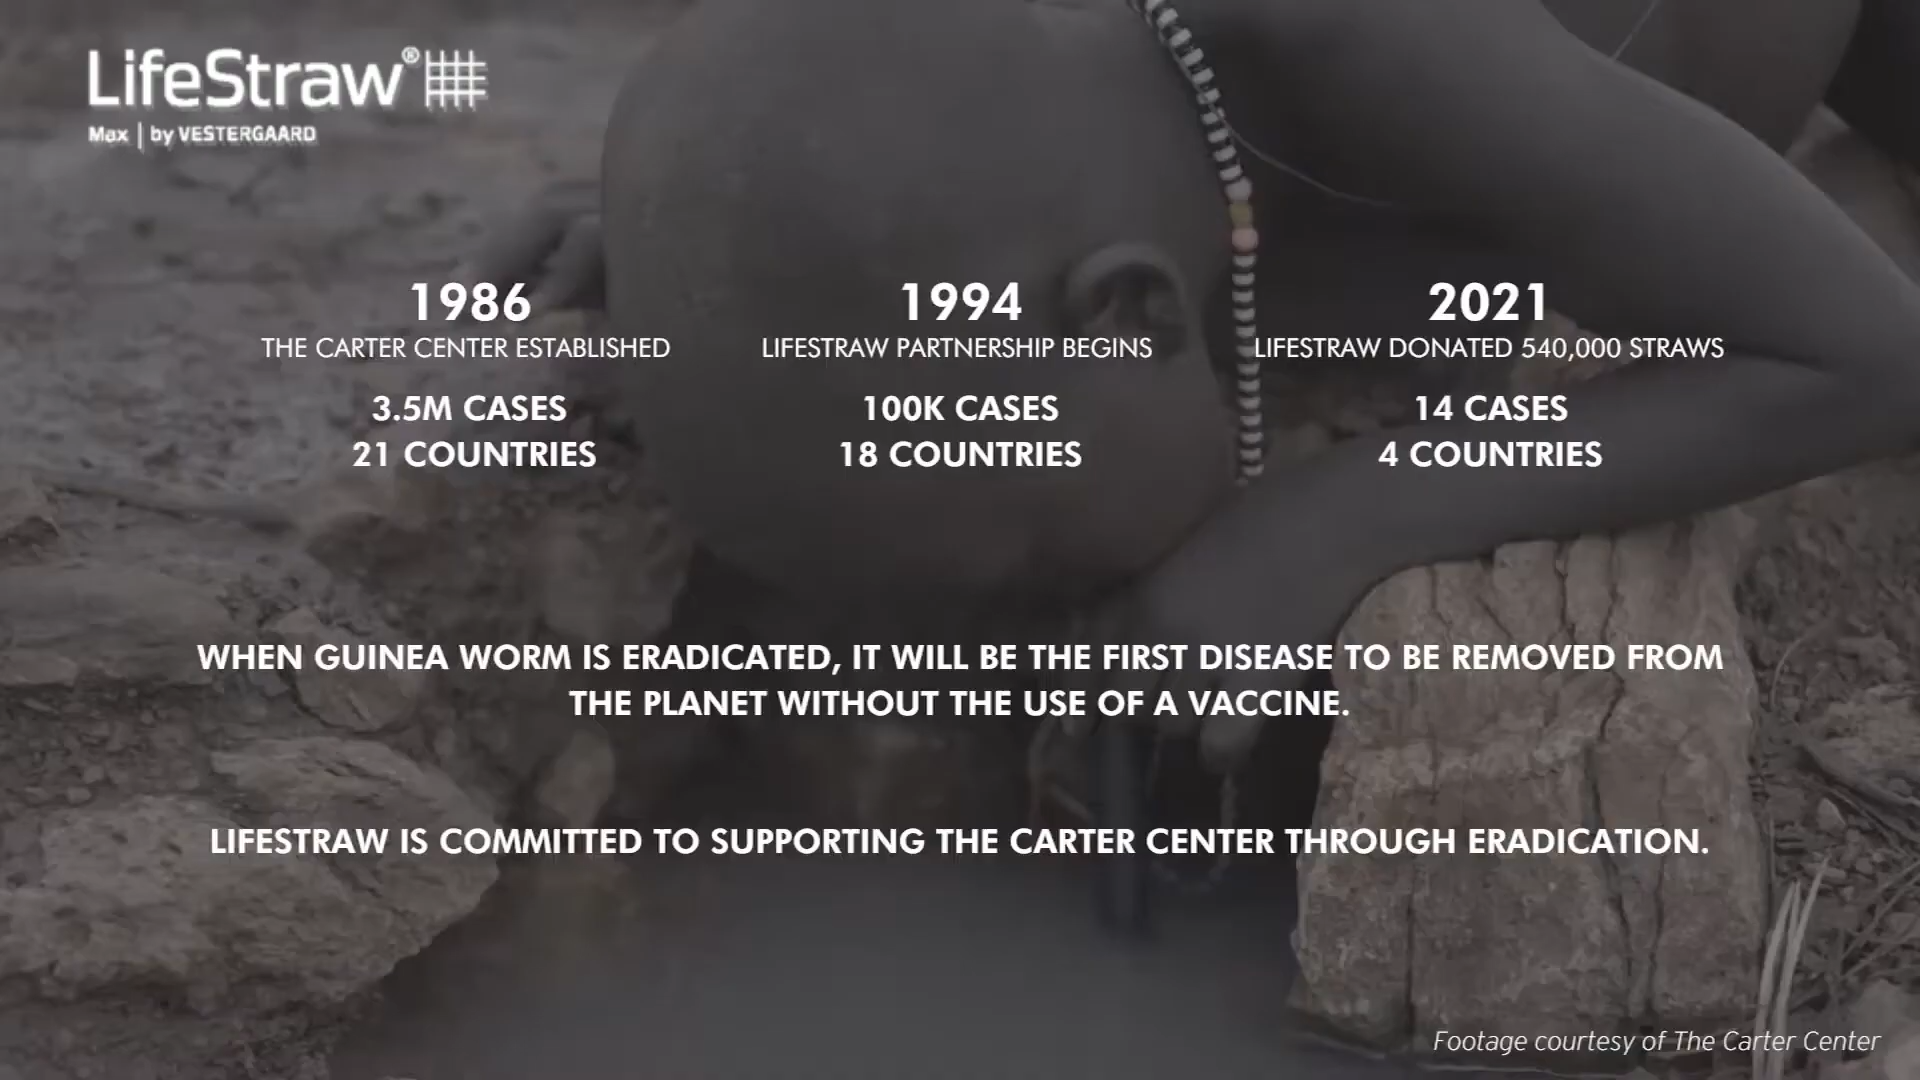 LifeStraw®
Max | by VESTERGAARD
1986
THE CARTER CENTER ESTABLISHED
3.5M CASES
21 COUNTRIES
1994
LIFESTRAW PARTNERSHIP BEGINS
100K CASES
18 COUNTRIES
2021
LIFESTRAW DONATED 540,000 STRAWS
14 CASES
4 COUNTRIES
WHEN GUINEA WORM IS ERADICATED, IT WILL BE THE FIRST DISEASE TO BE REMOVED FROM
THE PLANET WITHOUT THE USE OF A VACCINE.
LIFESTRAW IS COMMITTED TO SUPPORTING THE CARTER CENTER THROUGH ERADICATION.
Footage courtesy of The Carter Center